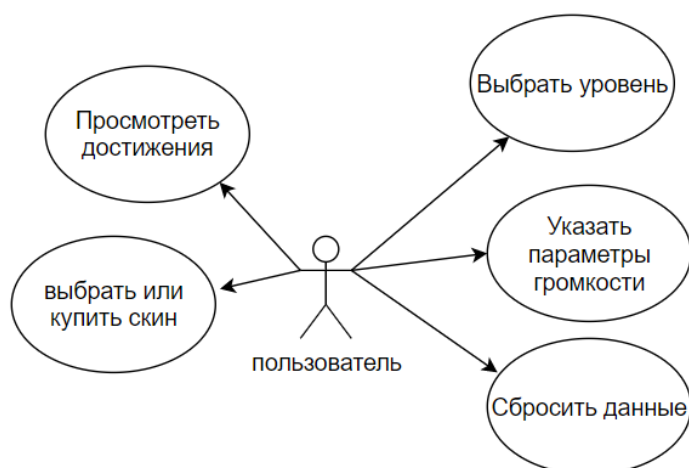 Просмотреть
достижения
Выбрать уровень
выбрать или
купить скин
Указать
параметры
громкости
пользователь
Сбросить данные